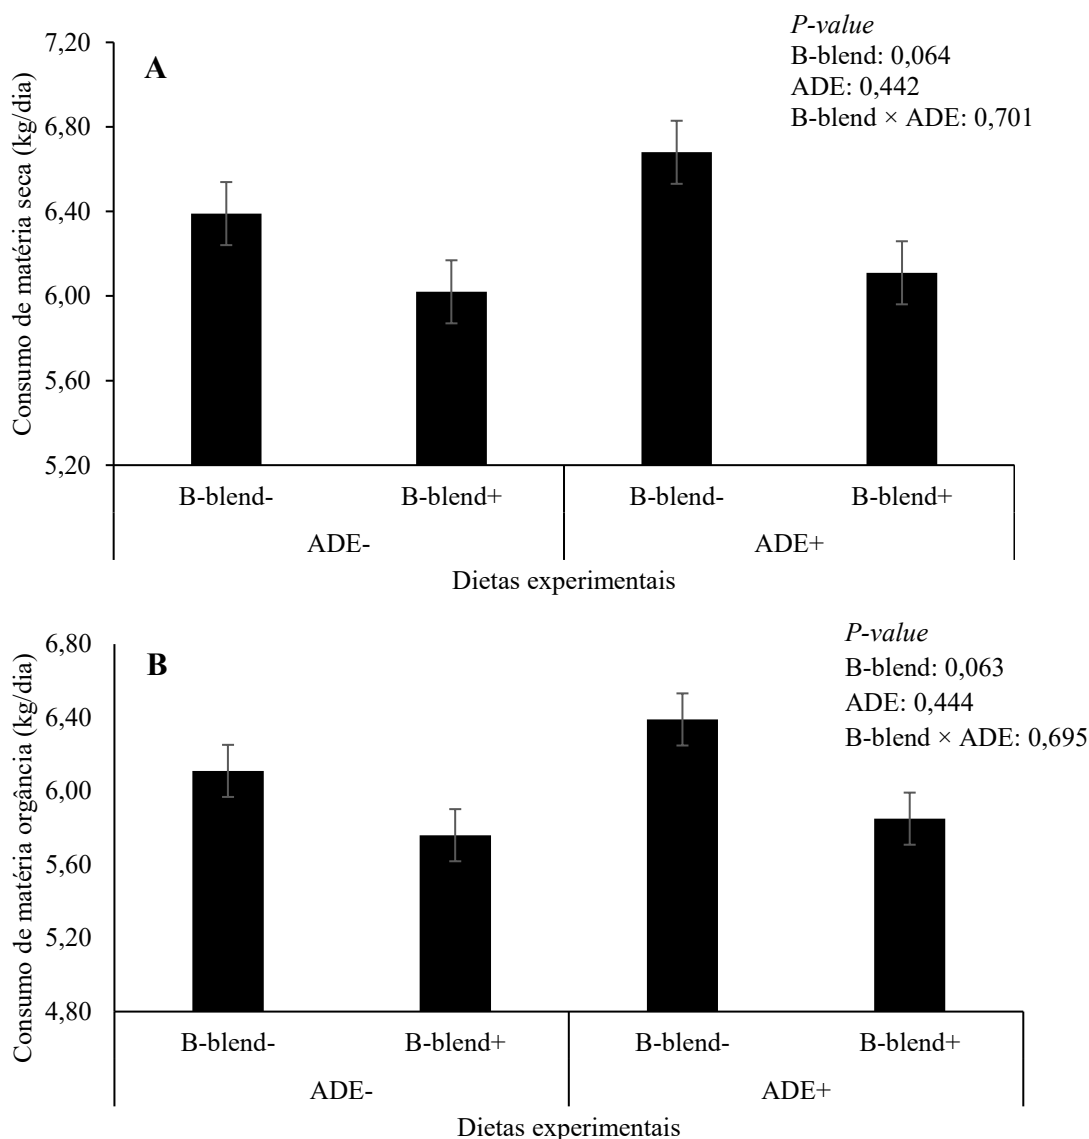 P-value
B-blend: 0,064
ADE: 0,442
B-blend × ADE: 0,701
A
Consumo de matéria seca (kg/dia)
7,20
6,80
6,40
6,00
5,60
5,20
B-blend- B-blend+ B-blend- B-blend+
ADE- ADE+
Dietas experimentais
P-value
B-blend: 0,063
ADE: 0,444
B-blend × ADE: 0,695
B
Consumo de matéria orgância (kg/dia)
6,80
6,40
6,00
5,60
5,20
4,80
B-blend- B-blend+ B-blend- B-blend+
ADE- ADE+
Dietas experimentais